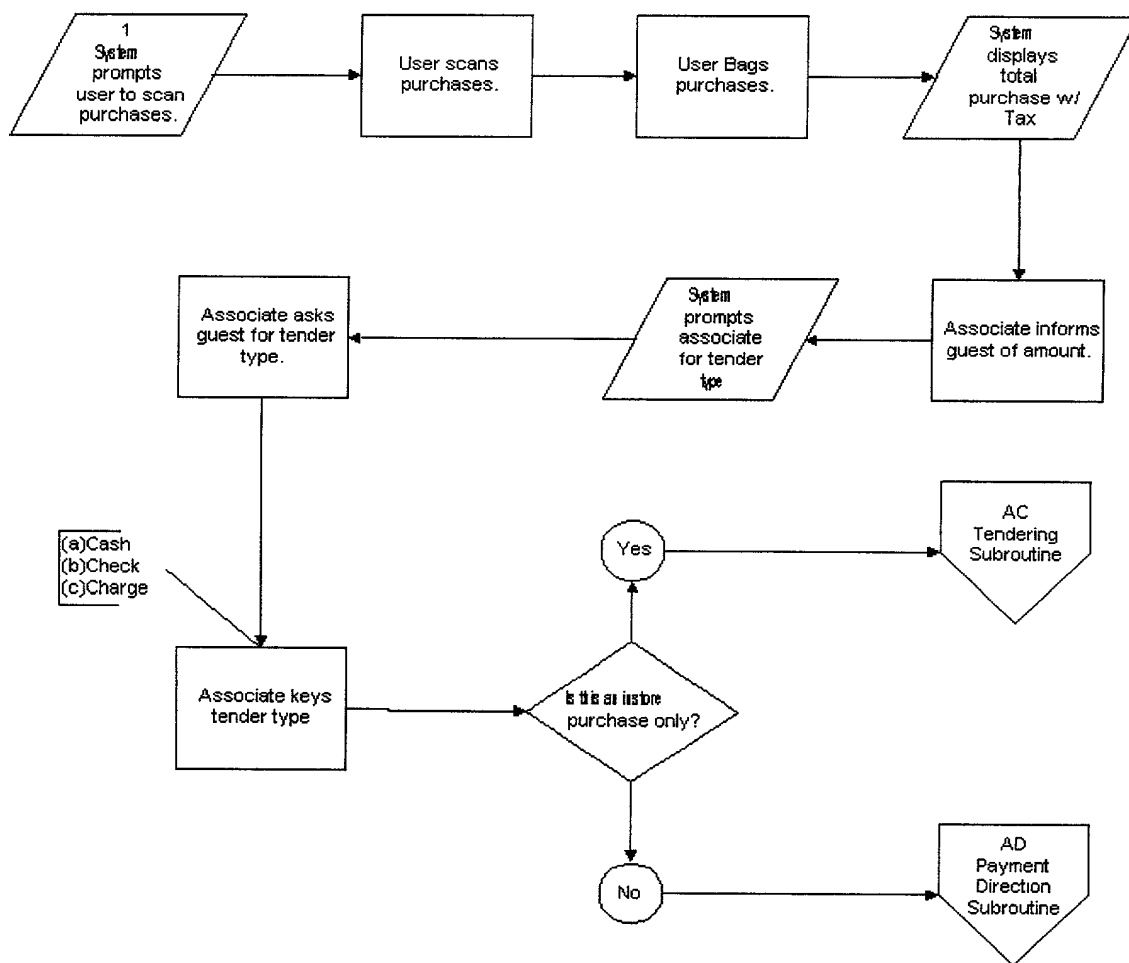 1
System
prompts
user to scan
purchases.
User scans
purchases.
User Bags
purchases.
System
displays
total
purchase w/
Tax
Associate informs
guest of amount.
System
prompts
associate
for tender
type
Associate asks
guest for tender
type.
(a)Cash
(b)Check
(c)Charge
Associate keys
tender type
Is this an instore
purchase only?
Yes
AC
Tendering
Subroutine
No
AD
Payment
Direction
Subroutine